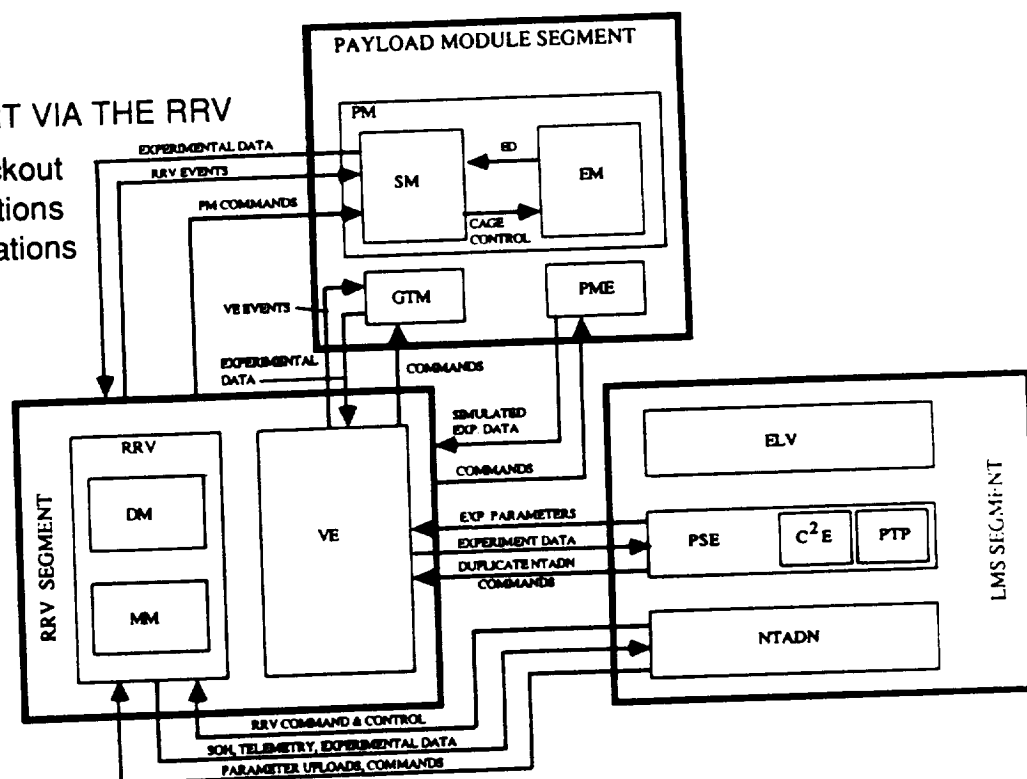 PAYLOAD MODULE SEGMENT
T VIA THE RRV
ckout
tions
ations
PM
SM
EM
ED
CAGE
CONTROL
EXPERIMENTAL DATA
RRV EVENTS
PM COMMANDS
GTM
PME
VE EVENTS
EXPERIMENTAL
DATA
COMMANDS
SIMULATED
EXP. DATA
COMMANDS
RRV SEGMENT
RRV
DM
MM
VE
EXP PARAMETERS
EXPERIMENT DATA
DUPLICATE NTADN
COMMANDS
LMS SEGMENT
ELV
PSE
C²E
PTP
NTADN
RRV COMMAND & CONTROL
SOH, TELEMETRY, EXPERIMENTAL DATA
PARAMETER UPLOADS, COMMANDS